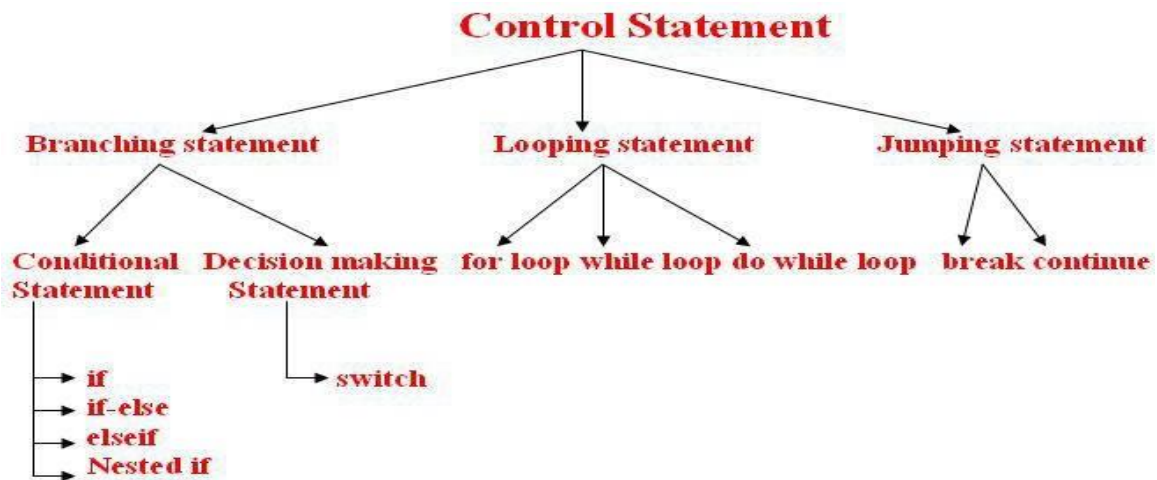 Control Statement
Branching statement
Looping statement
Jumping statement
Conditional
Statement
Decision making
Statement
for loop while loop do while loop
break continue
if
if-else
elseif
Nested if
switch